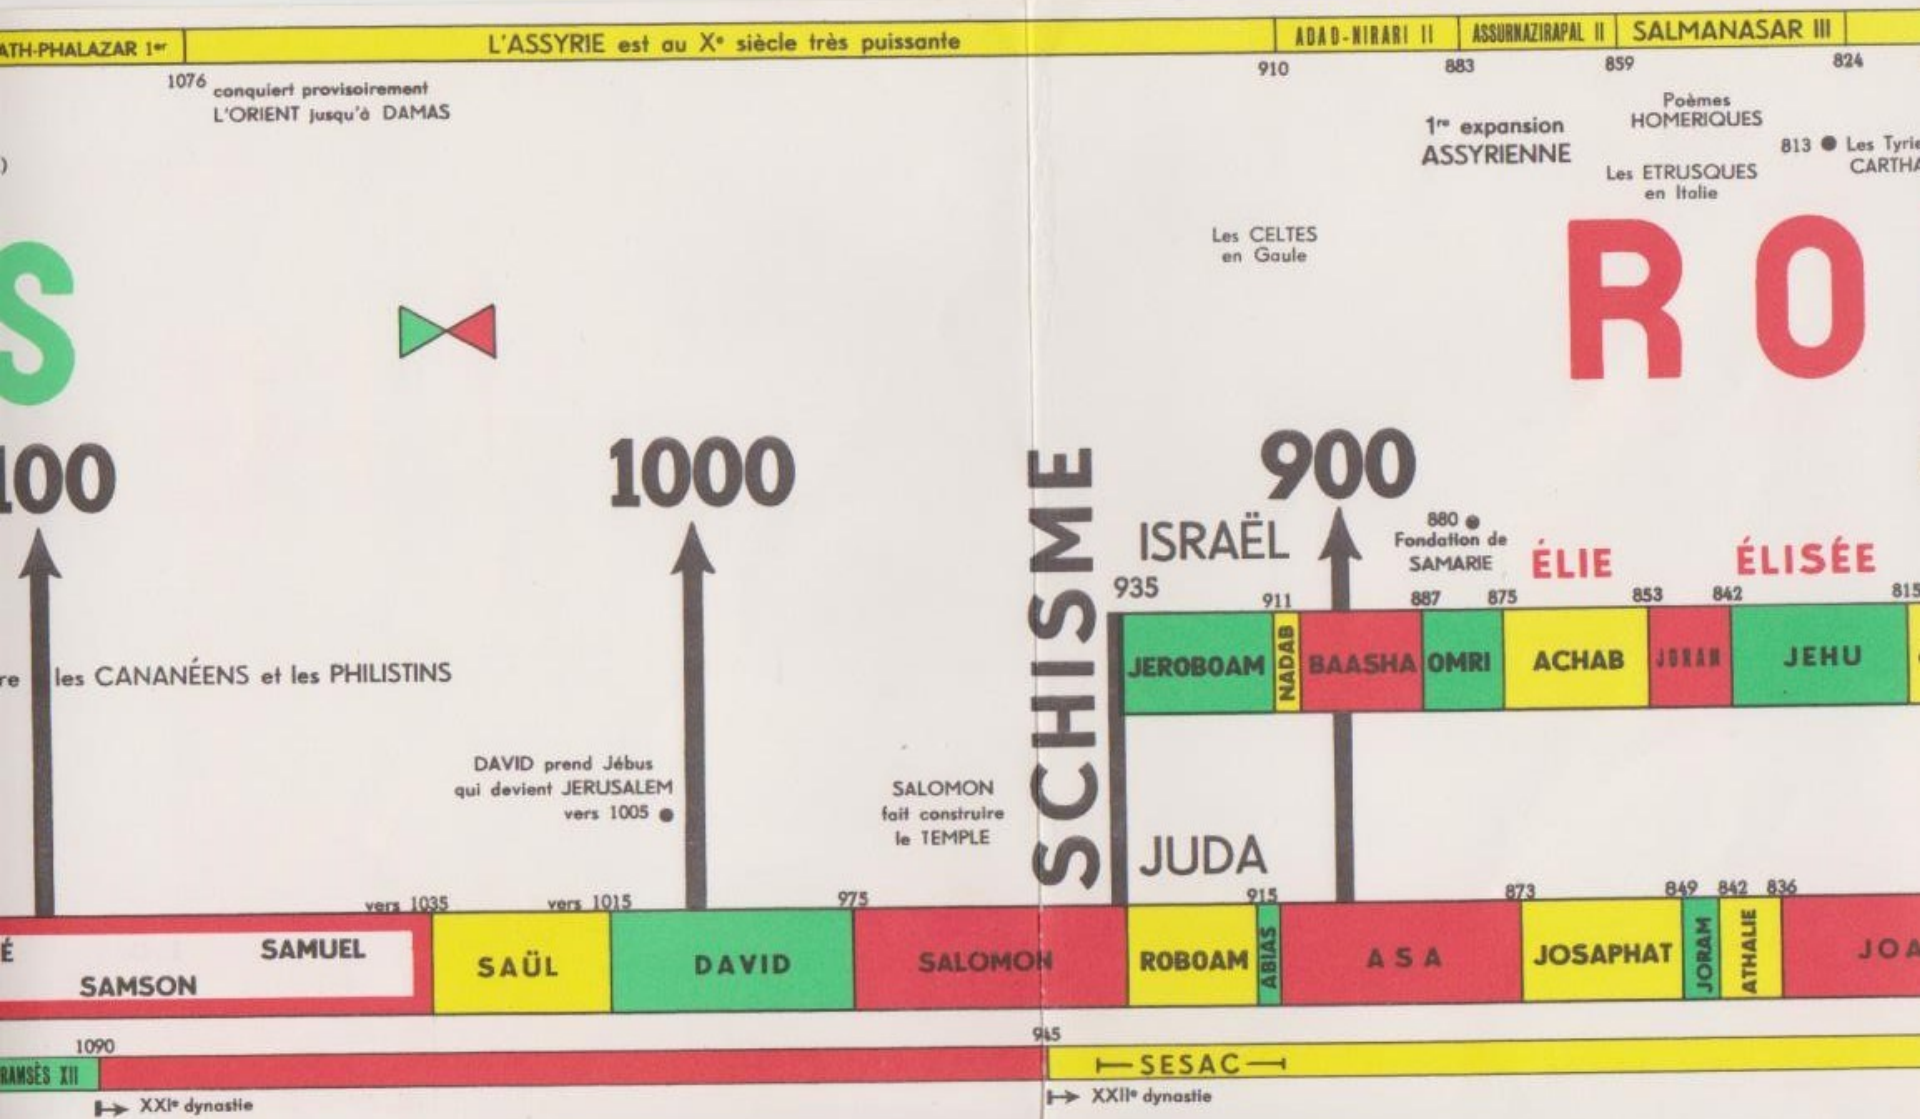 ATH-PHALAZAR 1er
L'ASSYRIE est au Xe siècle très puissante
ADAD-NIRARI II
ASSURNAZIRAPAL II
SALMANASAR III
1076
910
883
859
824
conquiert provisoirement
L'ORIENT jusqu'à DAMAS
)
1re expansion
ASSYRIENNE
Poèmes
HOMERIQUES
813 ● Les Tyrie
CARTHA
Les ETRUSQUES
en Italie
Les CELTES
en Gaule
S
R O
100
1000
900
SCHISME
ISRAËL
880 ●
Fondation de
SAMARIE
ÉLIE
ÉLISÉE
935
911
887
875
853
842
815
JEROBOAM
NADAB
BAASHA
OMRI
ACHAB
JORAM
JEHU
re les CANANÉENS et les PHILISTINS
DAVID prend Jébus
qui devient JERUSALEM
vers 1005 ●
SALOMON
fait construire
le TEMPLE
JUDA
vers 1035
vers 1015
975
915
873
849
842
836
É
SAMSON
SAMUEL
SAÜL
DAVID
SALOMON
ROBOAM
ABIAS
ASA
JOSAPHAT
JORAM
ATHALIE
JOA
1090
945
RAMSÈS XII
SESAC
XXIe dynastie
XXIIe dynastie